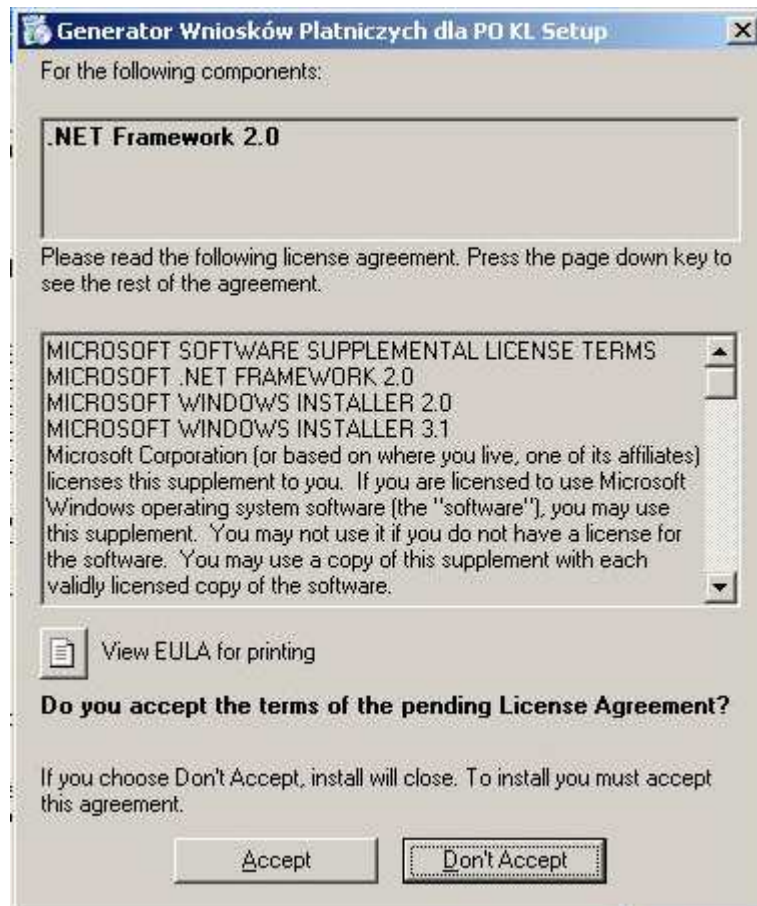 Generator Wniosków Platniczych dla PO KL Setup
For the following components:
.NET Framework 2.0
Please read the following license agreement. Press the page down key to
see the rest of the agreement.
MICROSOFT SOFTWARE SUPPLEMENTAL LICENSE TERMS
MICROSOFT .NET FRAMEWORK 2.0
MICROSOFT WINDOWS INSTALLER 2.0
MICROSOFT WINDOWS INSTALLER 3.1
Microsoft Corporation (or based on where you live, one of its affiliates)
licenses this supplement to you.  If you are licensed to use Microsoft
Windows operating system software (the "software"), you may use
this supplement.  You may not use it if you do not have a license for
the software.  You may use a copy of this supplement with each
validly licensed copy of the software.
View EULA for printing
Do you accept the terms of the pending License Agreement?
If you choose Don't Accept, install will close. To install you must accept
this agreement.
Accept
Don't Accept